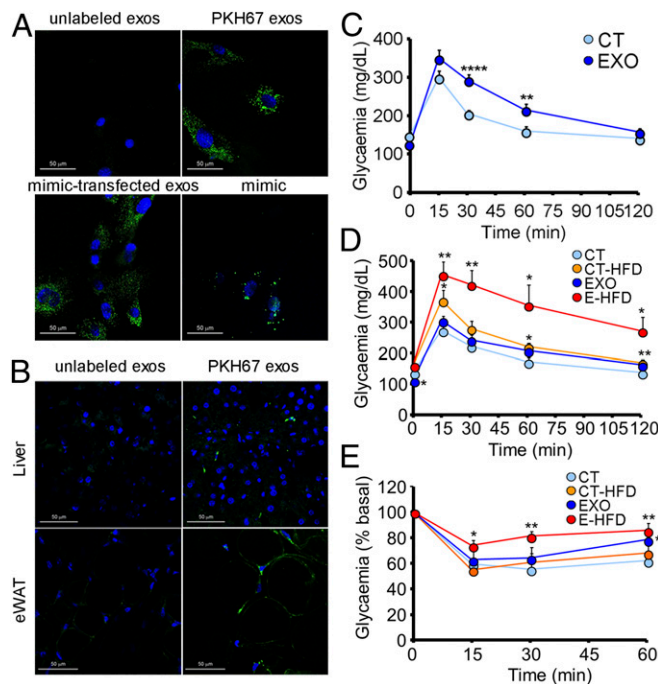 A
unlabeled exos
PKH67 exos
50 µm
50 µm
mimic-transfected exos
mimic
50 µm
50 µm
B
unlabeled exos
PKH67 exos
Liver
50 µm
50 µm
eWAT
50 µm
50 µm
C
Glycaemia (mg/dL)
400
300
200
100
0
****
**
CT
EXO
0 15 30 45 60 75 90 105120
Time (min)
D
Glycaemia (mg/dL)
500
400
300
200
100
0
CT
CT-HFD
EXO
E-HFD
**
**
*
*
*
*
**
*
0 15 30 45 60 75 90 105 120
Time (min)
E
Glycaemia (% basal)
120
100
80
60
40
20
0
CT
CT-HFD
EXO
E-HFD
*
**
**
*
0 15 30 45 60
Time (min)